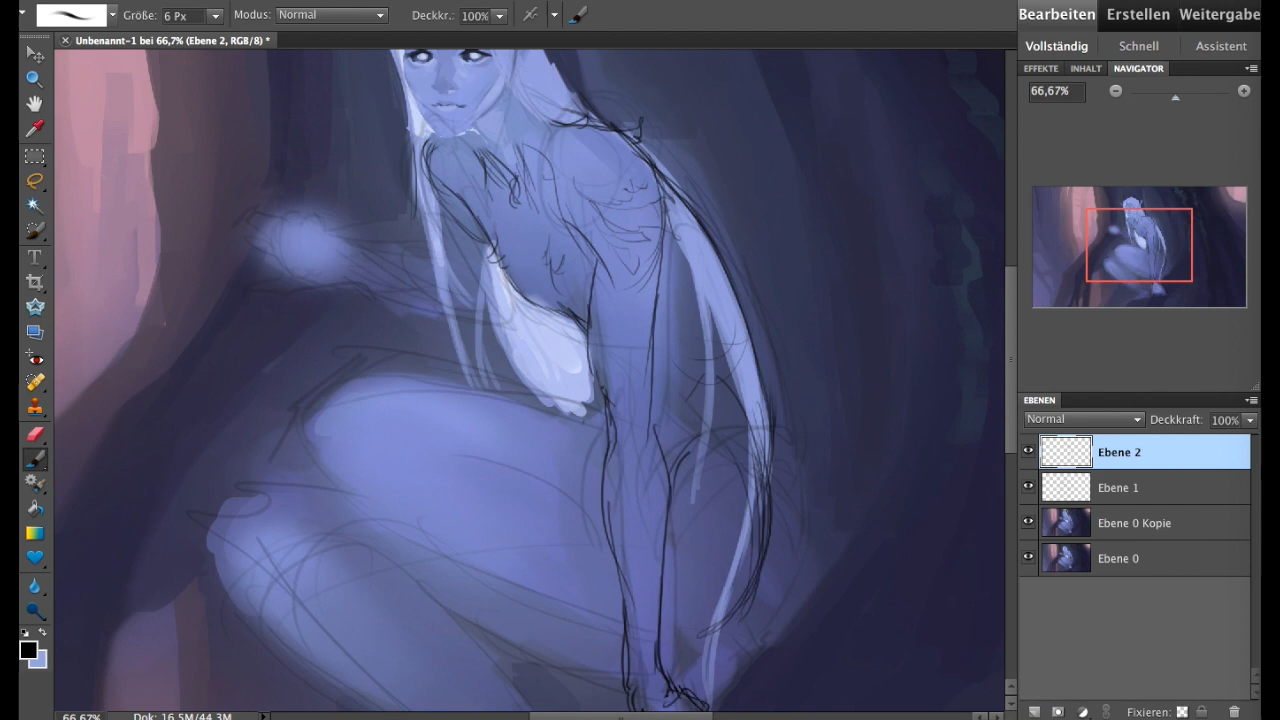 Größe: 6 Px Modus: Normal Deckkr.: 100%
Bearbeiten Erstellen Weitergabe
Unbenannt-1 bei 66,7% (Ebene 2, RGB/8) *
Vollständig Schnell Assistent
EFFEKTE INHALT NAVIGATOR
66,67%
T
EBENEN
Normal Deckkraft: 100%
Ebene 2
Ebene 1
Ebene 0 Kopie
Ebene 0
Fixieren:
66,67% Dok: 16,5M/44,3M